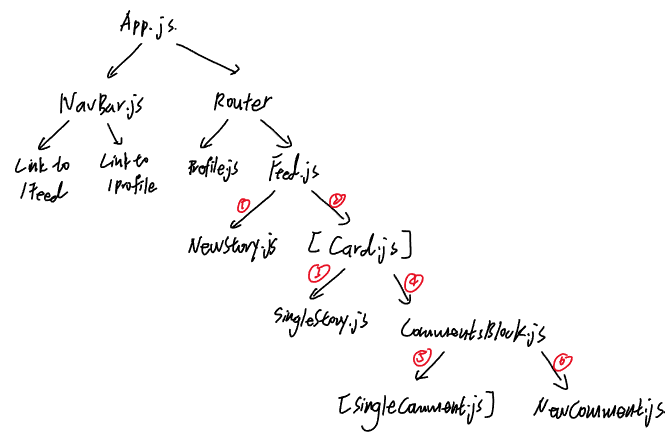 App.js.
NavBar.js
Router
Link to
/Feed
Link to
/profile
Profile.js
Feed.js
①
②
NewStory.js
[Card.js]
③
④
SingleStory.js
CommentsBlock.js
⑤
⑥
[SingleComment.js]
NewComment.js